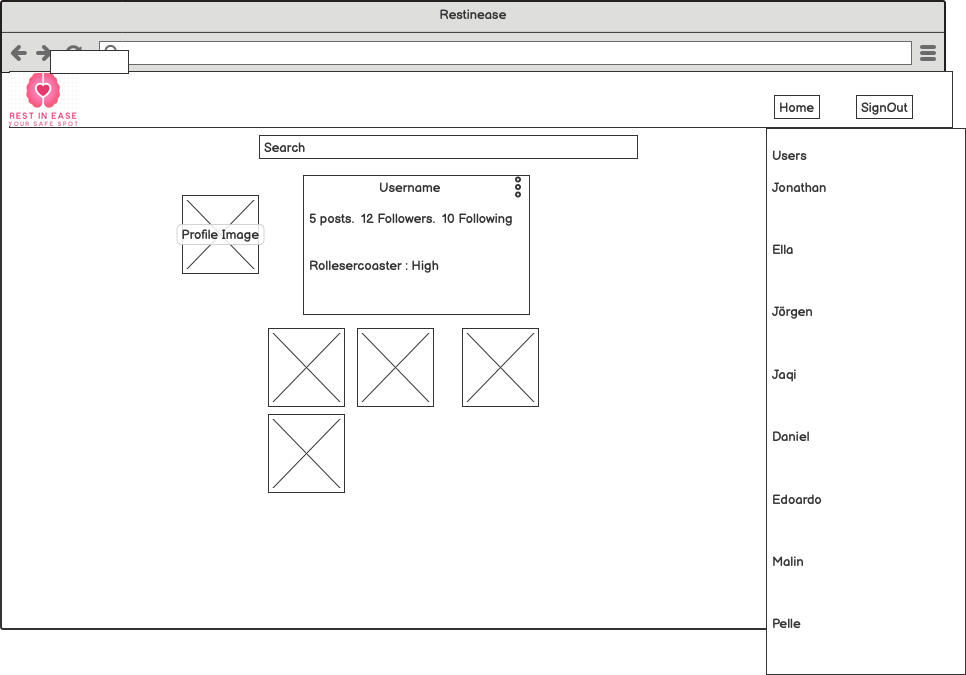 Restinease
REST IN EASE
YOUR SAFE SPOT
Home
SignOut
Search
Username
5 posts. 12 Followers. 10 Following
Rollesercoaster : High
Profile Image
Users
Jonathan
Ella
Jörgen
Jaqi
Daniel
Edoardo
Malin
Pelle